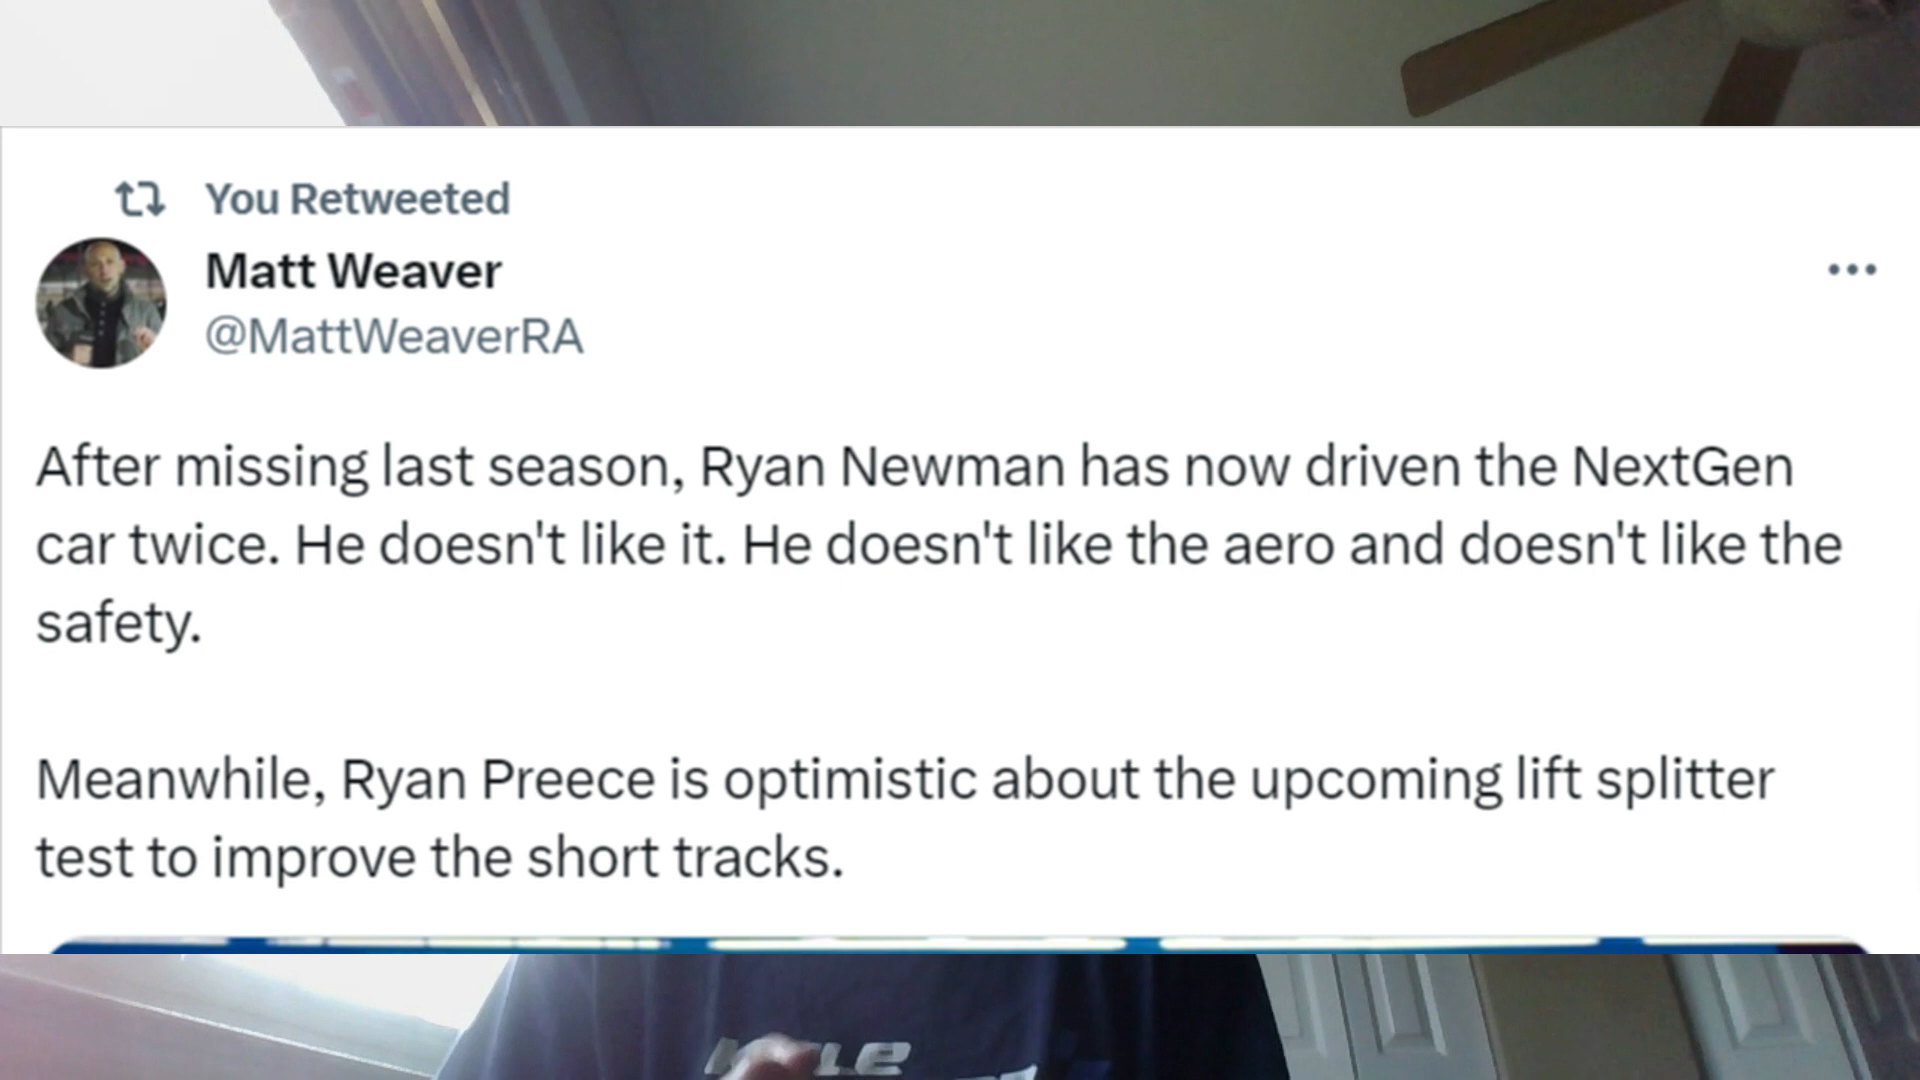 You Retweeted
Matt Weaver
@MattWeaverRA
After missing last season, Ryan Newman has now driven the NextGen
car twice. He doesn't like it. He doesn't like the aero and doesn't like the
safety.
Meanwhile, Ryan Preece is optimistic about the upcoming lift splitter
test to improve the short tracks.